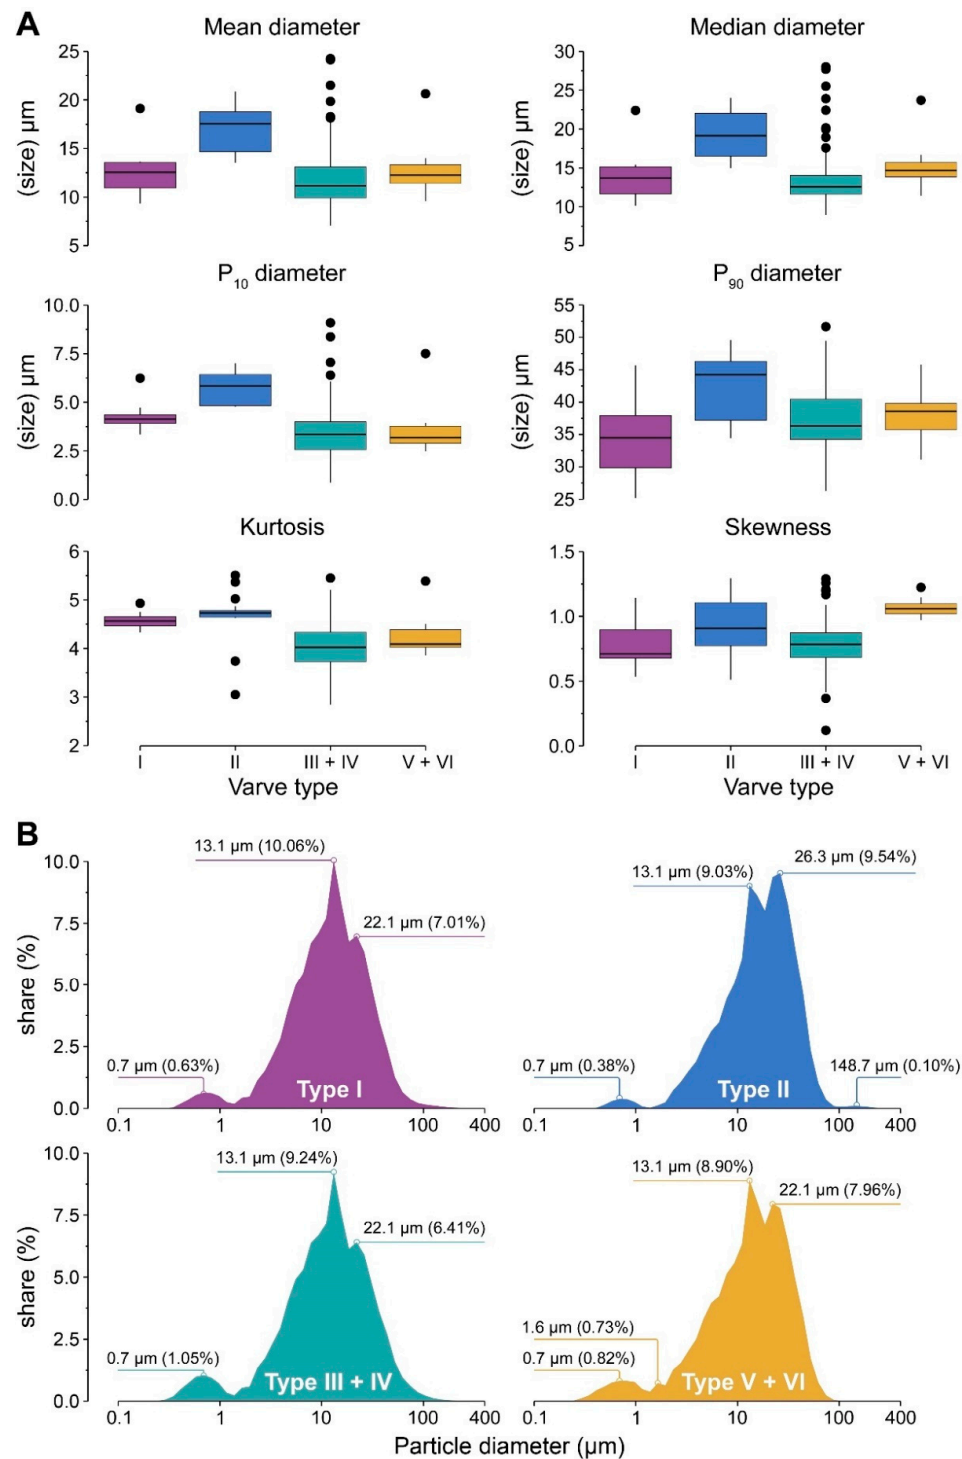 A
Mean diameter
Median diameter
(size) µm
25
20
15
10
5
(size) µm
30
25
20
15
10
5
P10 diameter
P90 diameter
(size) µm
10.0
7.5
5.0
2.5
0.0
(size) µm
55
50
45
40
35
30
25
Kurtosis
Skewness
6
5
4
3
2
1.5
1.0
0.5
0.0
I II III + IV V + VI
I II III + IV V + VI
Varve type
Varve type
B
share (%)
10.0
7.5
5.0
2.5
0.0
13.1 µm (10.06%)
22.1 µm (7.01%)
0.7 µm (0.63%)
Type I
0.1 1 10 100 400
13.1 µm (9.03%)
26.3 µm (9.54%)
0.7 µm (0.38%)
148.7 µm (0.10%)
Type II
0.1 1 10 100 400
share (%)
10.0
7.5
5.0
2.5
0.0
13.1 µm (9.24%)
22.1 µm (6.41%)
0.7 µm (1.05%)
Type III + IV
0.1 1 10 100 400
13.1 µm (8.90%)
22.1 µm (7.96%)
1.6 µm (0.73%)
0.7 µm (0.82%)
Type V + VI
0.1 1 10 100 400
Particle diameter (µm)